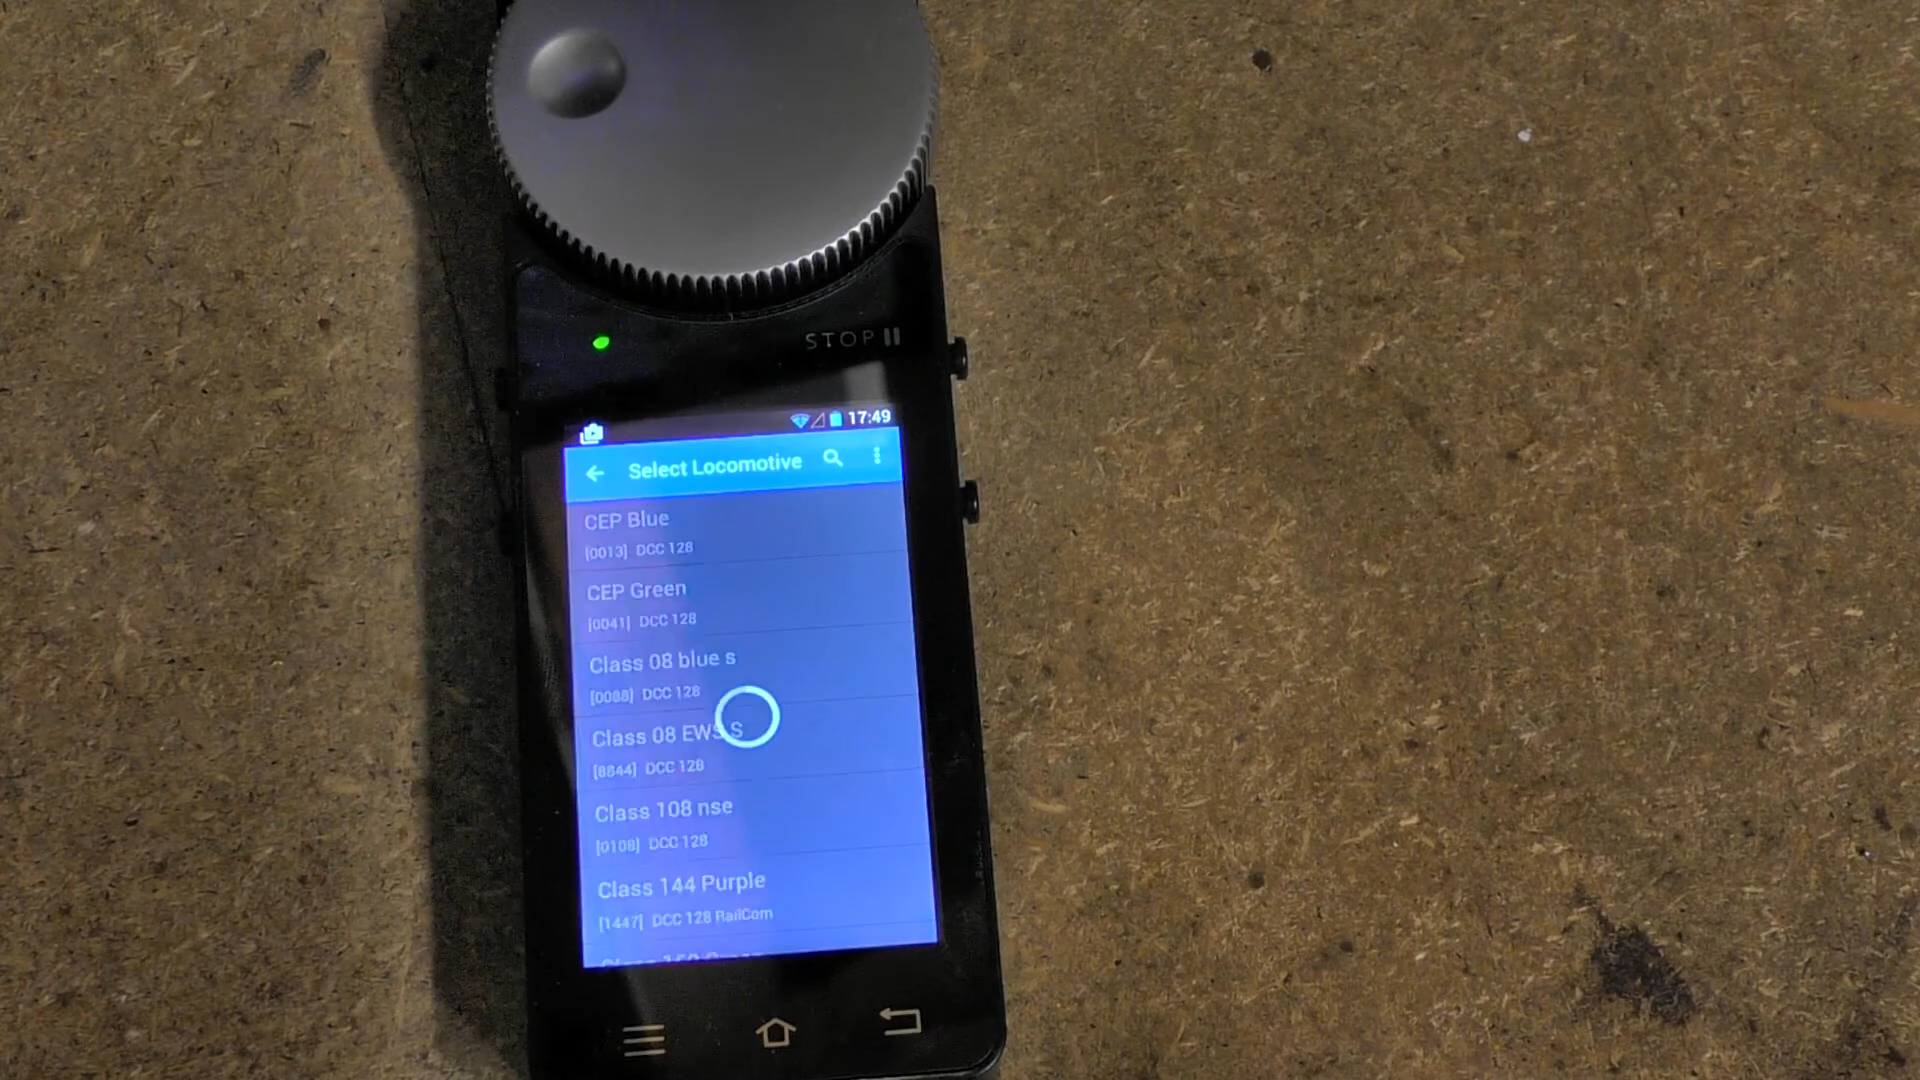 STOP
17:49
Select Locomotive
CEP Blue
[0013] DCC 128
CEP Green
[0041] DCC 128
Class 08 blue s
[0088] DCC 128
Class 08 EWS S
[8844] DCC 128
Class 108 nse
[0108] DCC 128
Class 144 Purple
[1447] DCC 128 RailCom